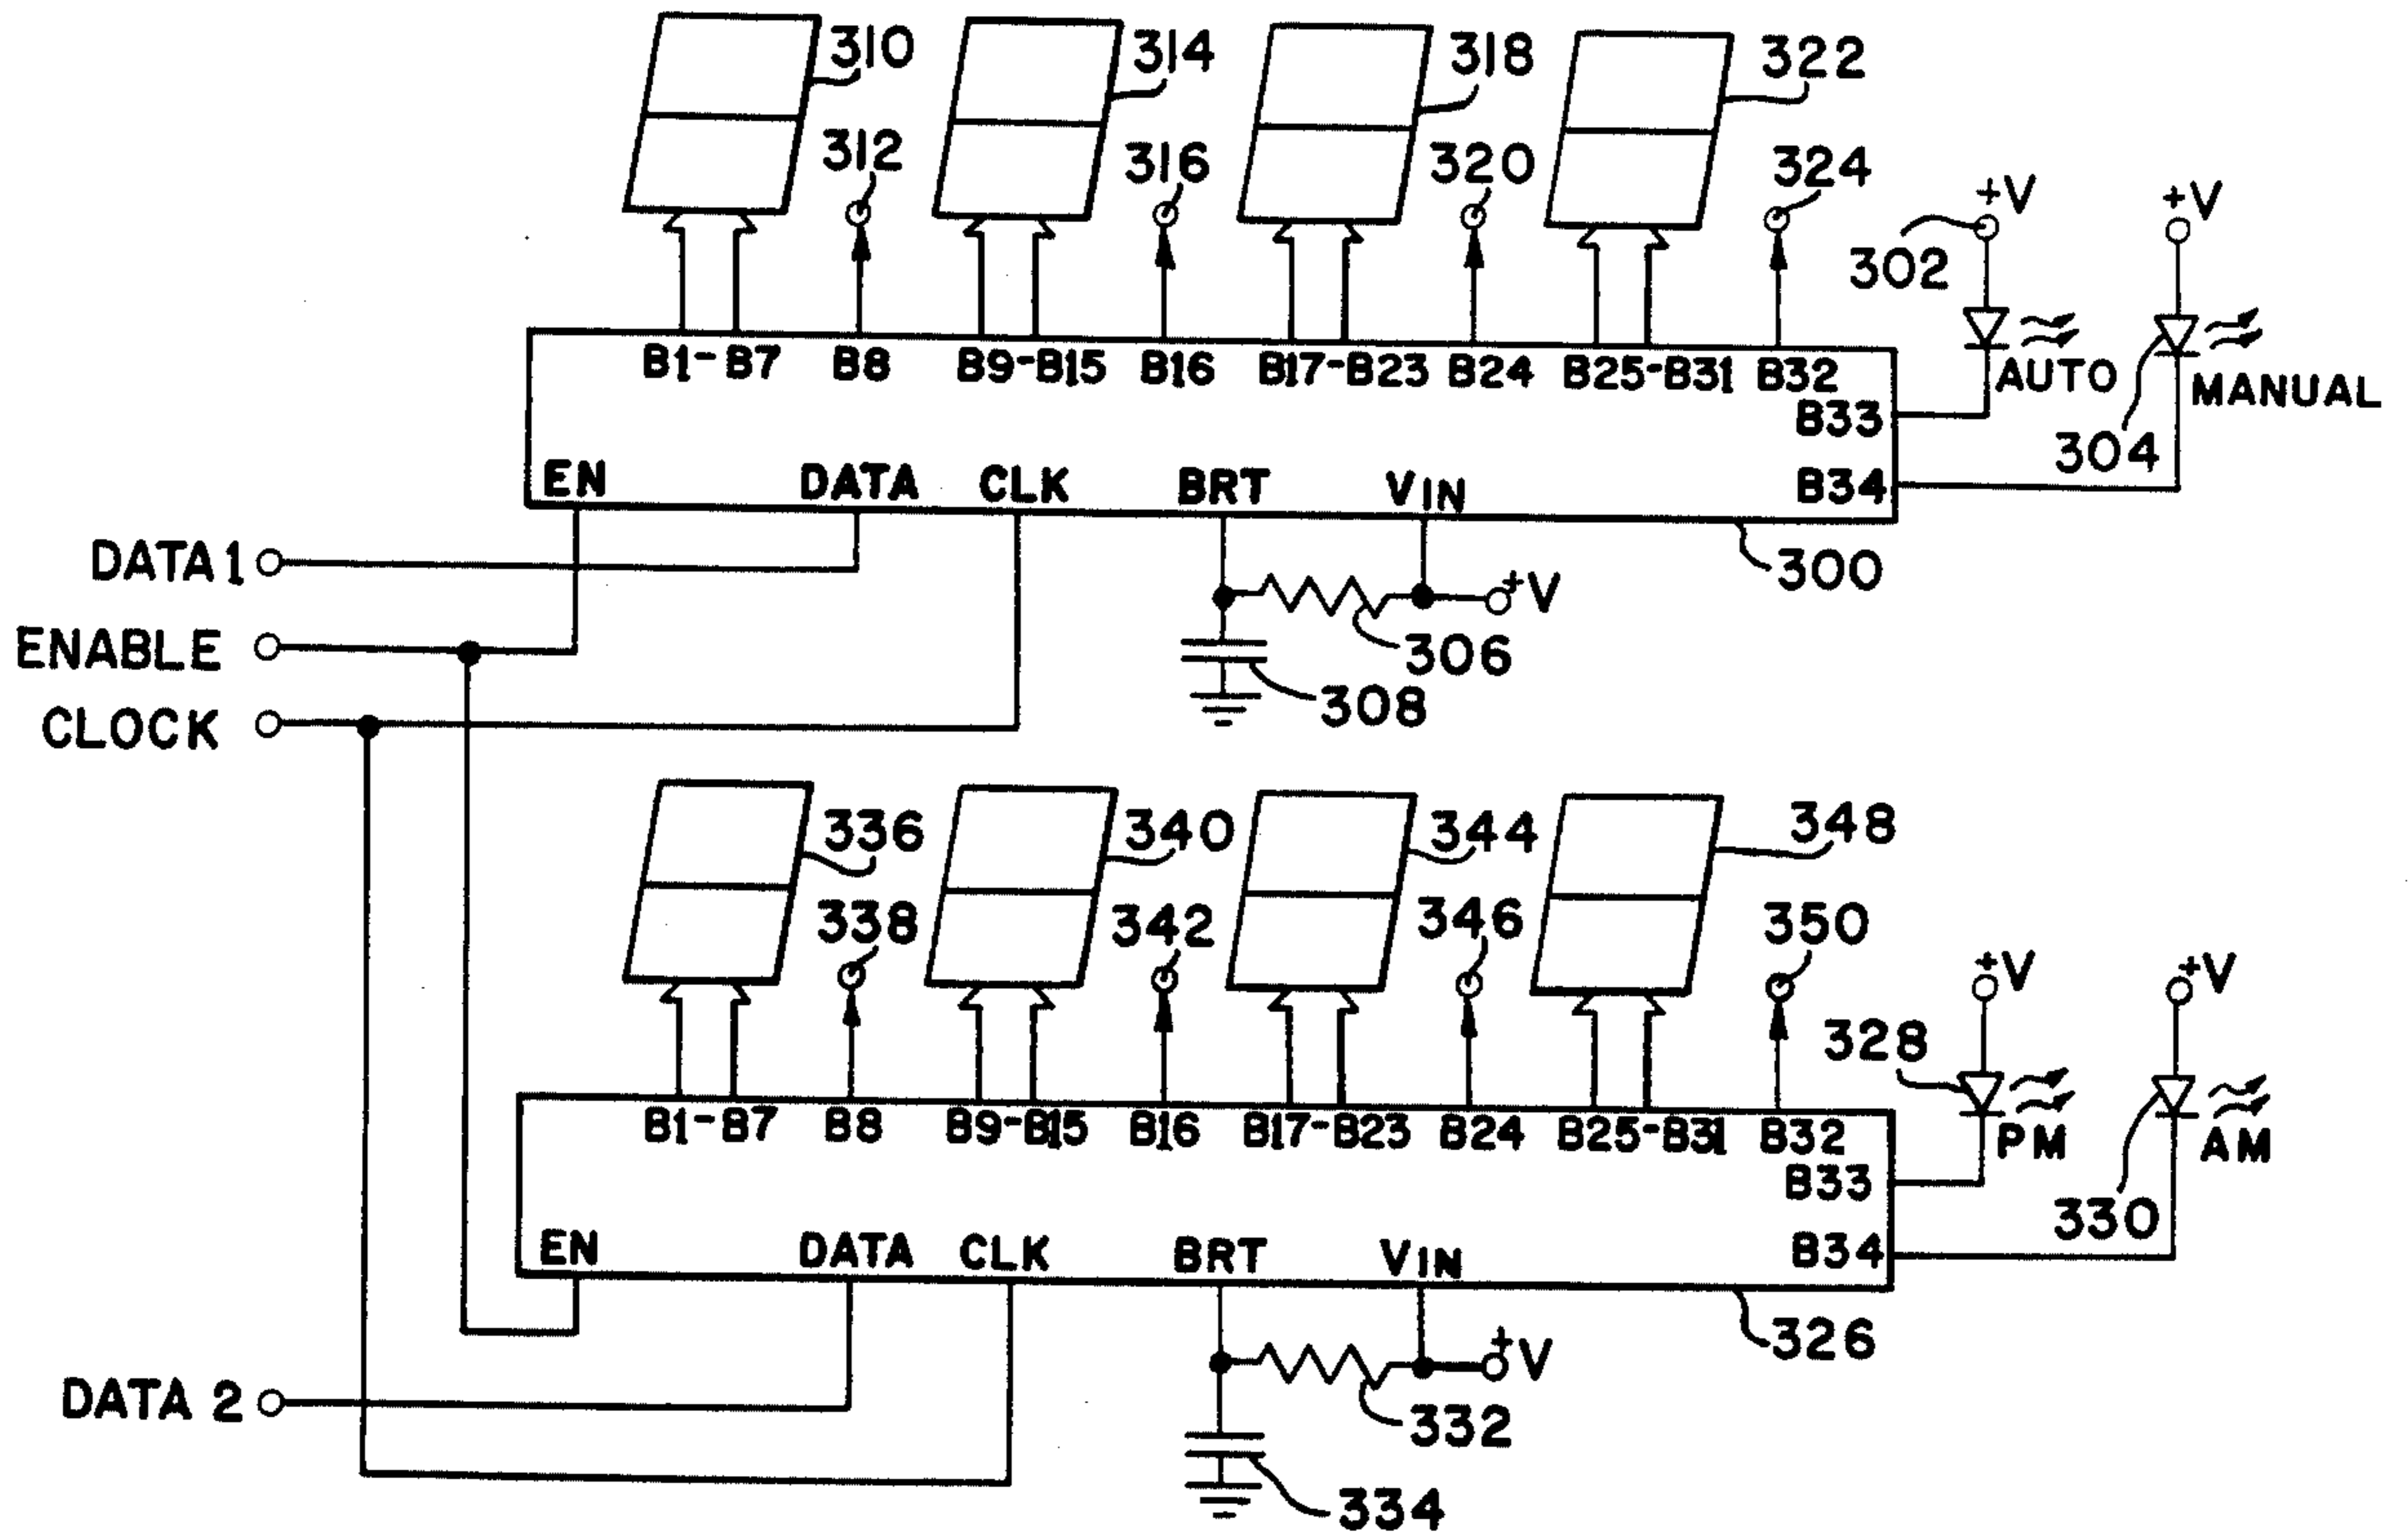 310 314 318 322
312 316 320 324
+V +V
302
B1-B7 B8 B9-B15 B16 B17-B23 B24 B25-B31 B32 AUTO MANUAL
B33
304
EN DATA CLK BRT VIN B34
DATA 1
300
+V
ENABLE
306
308
CLOCK
336 340 344 348
338 342 346 350
+V +V
328
B1-B7 B8 B9-B15 B16 B17-B23 B24 B25-B31 B32 PM AM
B33
330
EN DATA CLK BRT VIN B34
326
+V
DATA 2
332
334